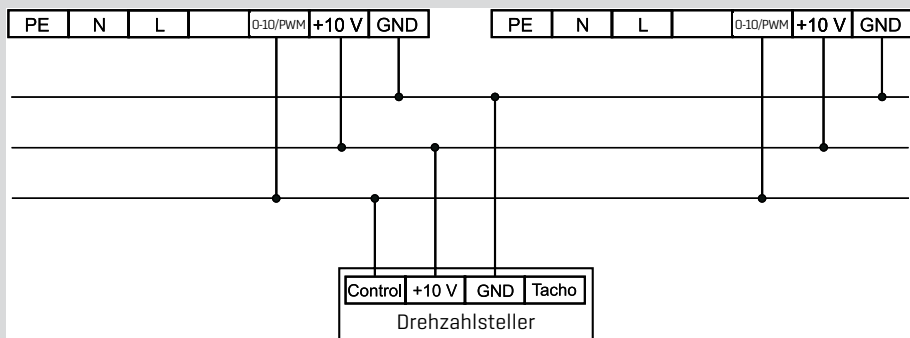 PE N L 0-10/PWM +10 V GND PE N L 0-10/PWM +10 V GND
Control +10 V GND Tacho
Drehzahlsteller